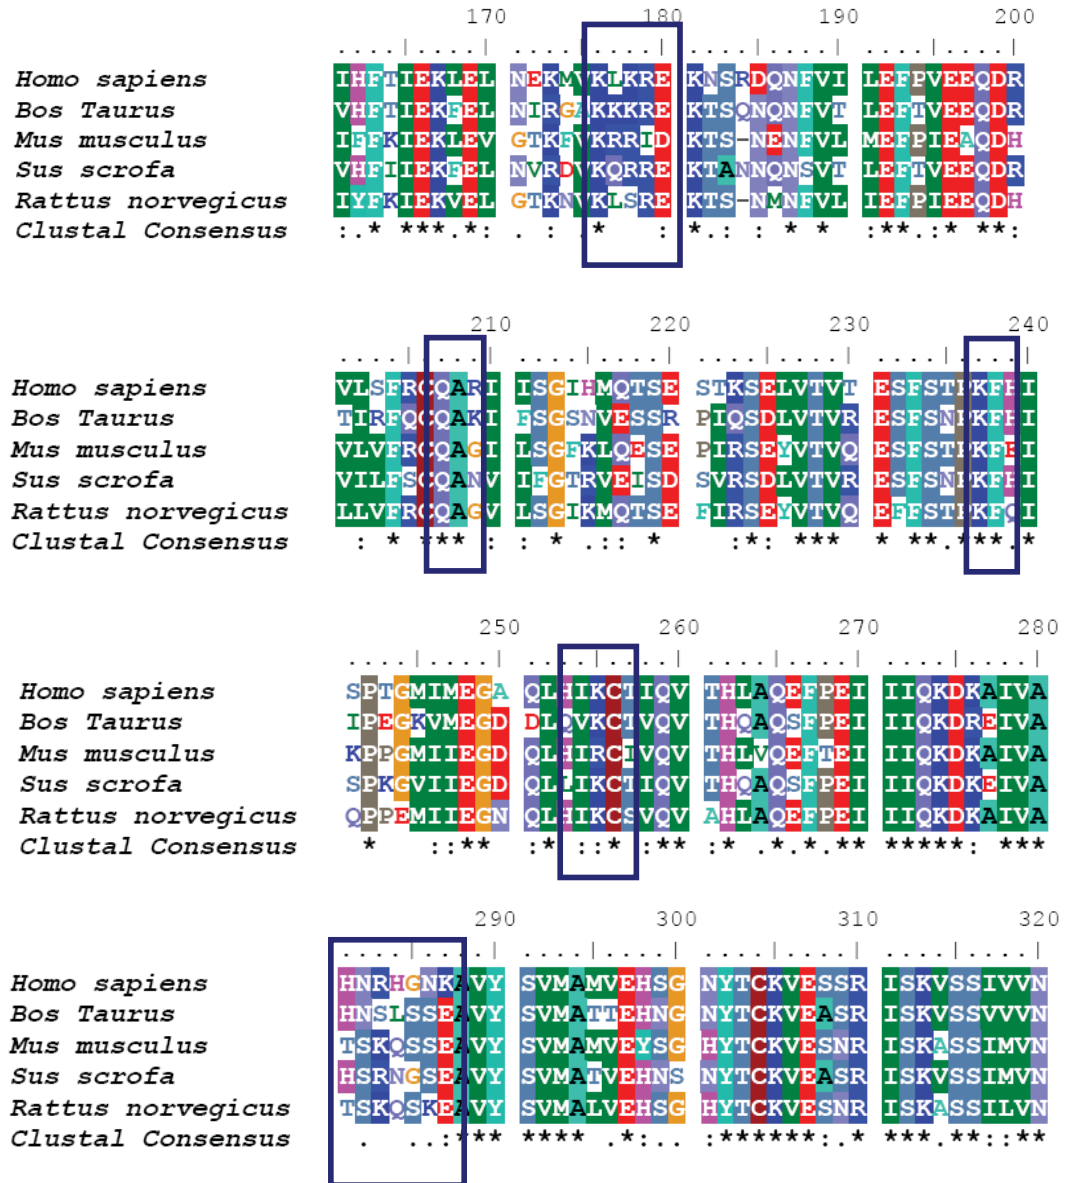 170 180 190 200
....|....| ....|....| ....|....| ....|....|
Homo sapiens IHFTIEKLEL NEKMVKLKRE KNSRDQNFVI LEFPVEEQDR
Bos Taurus VHFTIEKFEL NIRGAKKKRE KTSQNQNFVT LEFTVEEQDR
Mus musculus IFFKIEKLEV GTKFVKRRID KTS-NENFVL MEFPIEAQDH
Sus scrofa VHFIIEKFEL NVRDVKQRRE KTANNQNSVT LEFTVEEQDR
Rattus norvegicus IYFKIEKVEL GTKNVKLSRE KTS-NMNFVL IEFPIEEQDH
Clustal Consensus :.* ***.*: . : .* : *.: : * * :**.* * **:
210 220 230 240
....|....| ....|....| ....|....| ....|....|
Homo sapiens VLSFRCQARI ISGIHMQTSE STKSELVTVT ESFSTPKFHI
Bos Taurus TIRFQCQAKI FSGSNVESSR PIQSDLVTVR ESFSNPKFHI
Mus musculus VLVFRCQAGI LSGFKLQESE PIRSEYVTVQ ESFSTPKFEI
Sus scrofa VILFSCQANV IFGTRVEISD SVRSDLVTVR ESFSNPKFHI
Rattus norvegicus LLVFRCQAGV LSGIKMQTSE FIRSEYVTVQ EFFSTPKFQI
Clustal Consensus : * *** : : * .:: * :*: *** * **.***.*
250 260 270 280
....|....| ....|....| ....|....| ....|....|
Homo sapiens SPTGMIMEGA QLHIKCTIQV THLAQEFPEI IIQKDKAIVA
Bos Taurus IPEGKVMEGD DLQVKCTVQV THQAQSFPEI IIQKDREIVA
Mus musculus KPPGMIIEGD QLHIRCIVQV THLVQEFTEI IIQKDKAIVA
Sus scrofa SPKGVIIEGD QLLIKCTIQV THQAQSFPEI IIQKDKEIVA
Rattus norvegicus QPPEMIIEGN QLHIKCSVQV AHLAQEFPEI IIQKDKAIVA
Clustal Consensus * ::** :* ::* :** :* .*.*.** *****: ***
290 300 310 320
....|....| ....|....| ....|....| ....|....|
Homo sapiens HNRHGNKAVY SVMAMVEHSG NYTCKVESSR ISKVSSIVVN
Bos Taurus HNSLSSEAVY SVMATTEHNG NYTCKVEASR ISKVSSVVVN
Mus musculus TSKQSSEAVY SVMAMVEYSG HYTCKVESNR ISKASSIMVN
Sus scrofa HSRNGSEAVY SVMATVEHNS NYTCKVEASR ISKVSSIMVN
Rattus norvegicus TSKQSKEAVY SVMALVEHSG HYTCKVESNR ISKASSILVN
Clustal Consensus . ..:*** **** .*:.. :******:.* ***.**::**